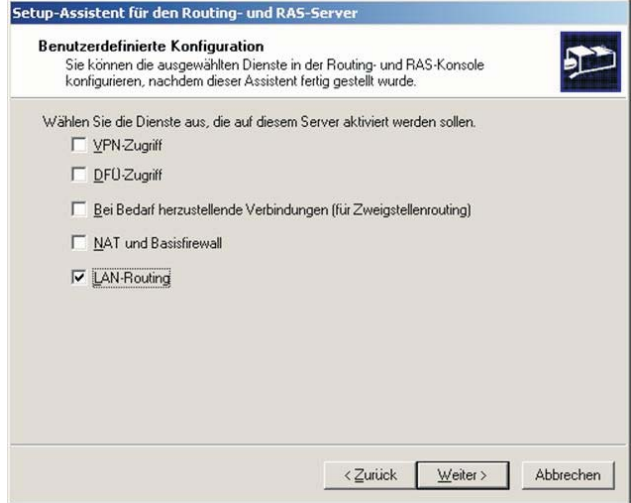 Setup-Assistent für den Routing- und RAS-Server
Benutzerdefinierte Konfiguration
Sie können die ausgewählten Dienste in der Routing- und RAS-Konsole
konfigurieren, nachdem dieser Assistent fertig gestellt wurde.
Wählen Sie die Dienste aus, die auf diesem Server aktiviert werden sollen.
VPN-Zugriff
DFÜ-Zugriff
Bei Bedarf herzustellende Verbindungen (für Zweigstellenrouting)
NAT und Basisfirewall
LAN-Routing
< Zurück Weiter > Abbrechen